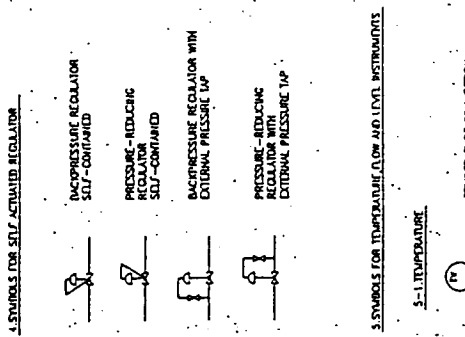 4.SYMBOLS FOR SELF ACTUATED REGULATOR
BACKPRESSURE REGULATOR
SELF-CONTAINED
PRESSURE-REDUCING
REGULATOR
SELF-CONTAINED
BACKPRESSURE REGULATOR WITH
EXTERNAL PRESSURE TAP
PRESSURE-REDUCING
REGULATOR WITH
EXTERNAL PRESSURE TAP
5.SYMBOLS FOR TEMPERATURE,FLOW AND LEVEL INSTRUMENTS
5-1.TEMPERATURE